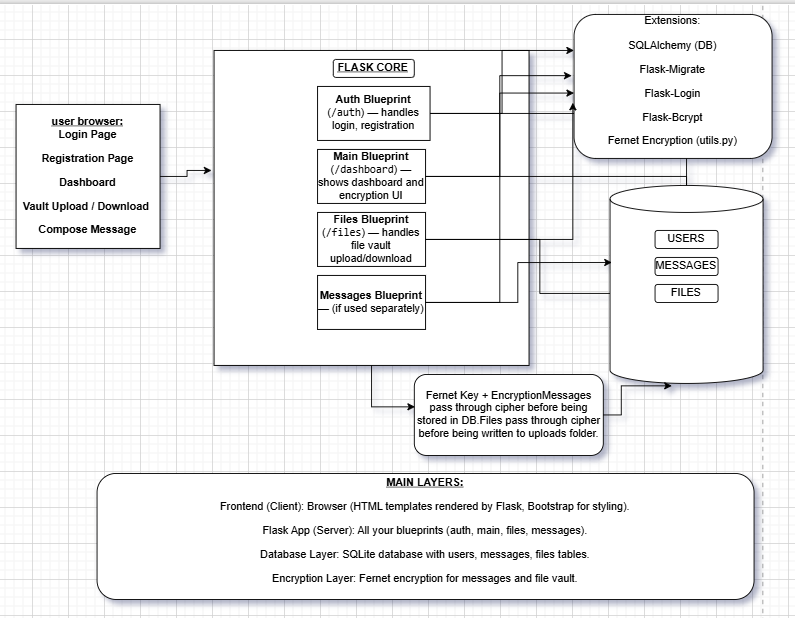 user browser:
Login Page
Registration Page
Dashboard
Vault Upload / Download
Compose Message
FLASK CORE
Auth Blueprint
(/auth) — handles
login, registration
Main Blueprint
(/dashboard) —
shows dashboard and
encryption UI
Files Blueprint
(/files) — handles
file vault
upload/download
Messages Blueprint
— (if used separately)
Extensions:
SQLAlchemy (DB)
Flask-Migrate
Flask-Login
Flask-Bcrypt
Fernet Encryption (utils.py)
USERS
MESSAGES
FILES
Fernet Key + EncryptionMessages
pass through cipher before being
stored in DB.Files pass through cipher
before being written to uploads folder.
MAIN LAYERS:
Frontend (Client): Browser (HTML templates rendered by Flask, Bootstrap for styling).
Flask App (Server): All your blueprints (auth, main, files, messages).
Database Layer: SQLite database with users, messages, files tables.
Encryption Layer: Fernet encryption for messages and file vault.